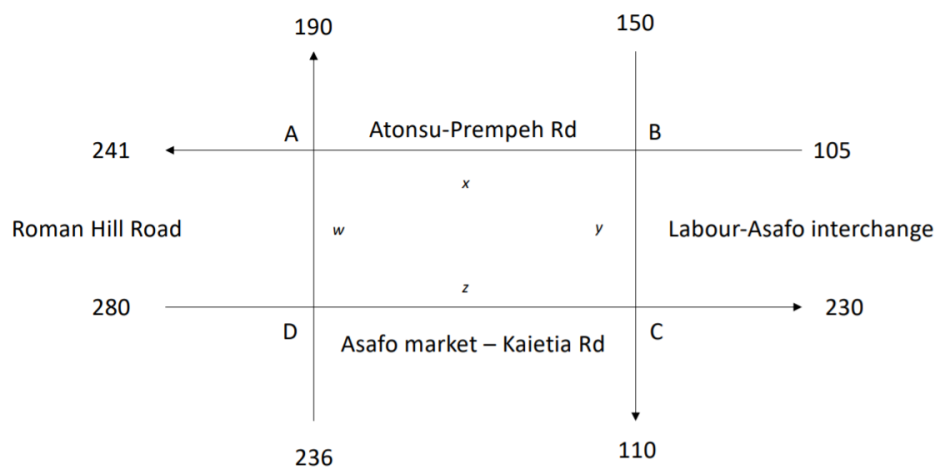 190
150
A
Atonsu-Prempeh Rd
B
241
105
x
Roman Hill Road
w
y
Labour-Asafo interchange
z
280
230
D
Asafo market – Kaietia Rd
C
236
110